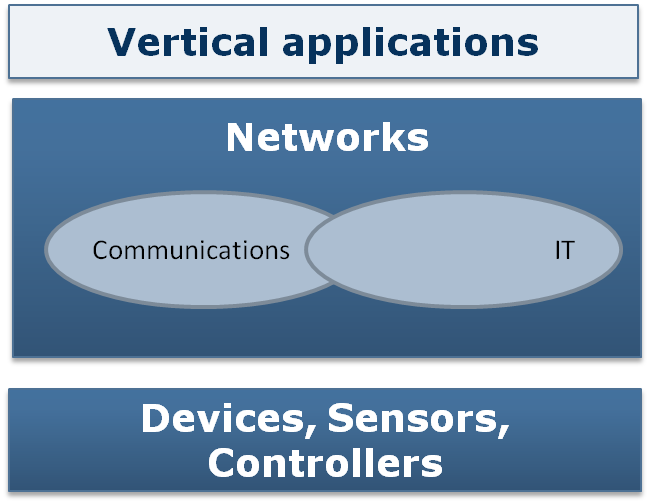 Vertical applications
Networks
Communications
IT
Devices, Sensors,
Controllers